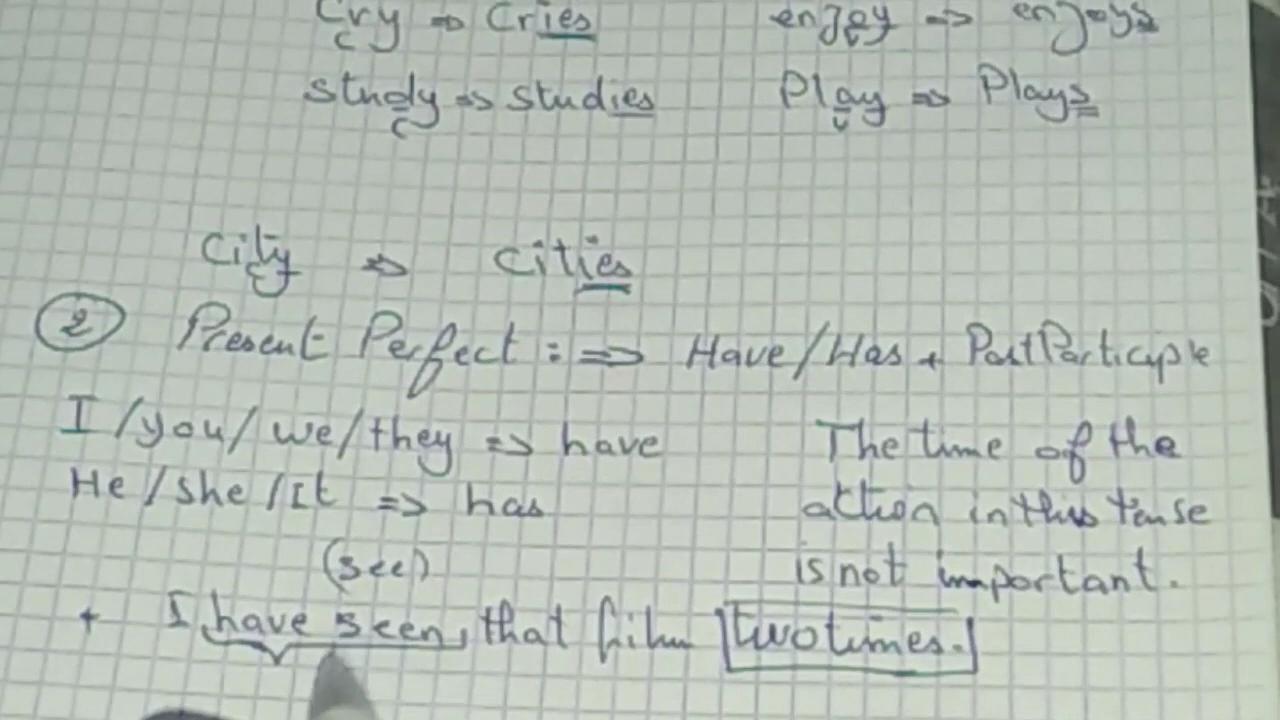 Cry => Cries enjoy => enjoys
study => studies Play => Plays
City => cities
2 Present Perfect : => Have/Has + Past Participle
I/you/we/they => have The time of the
He/she/It => has action in this tense
(see) is not important.
+ I have seen, that film two times.